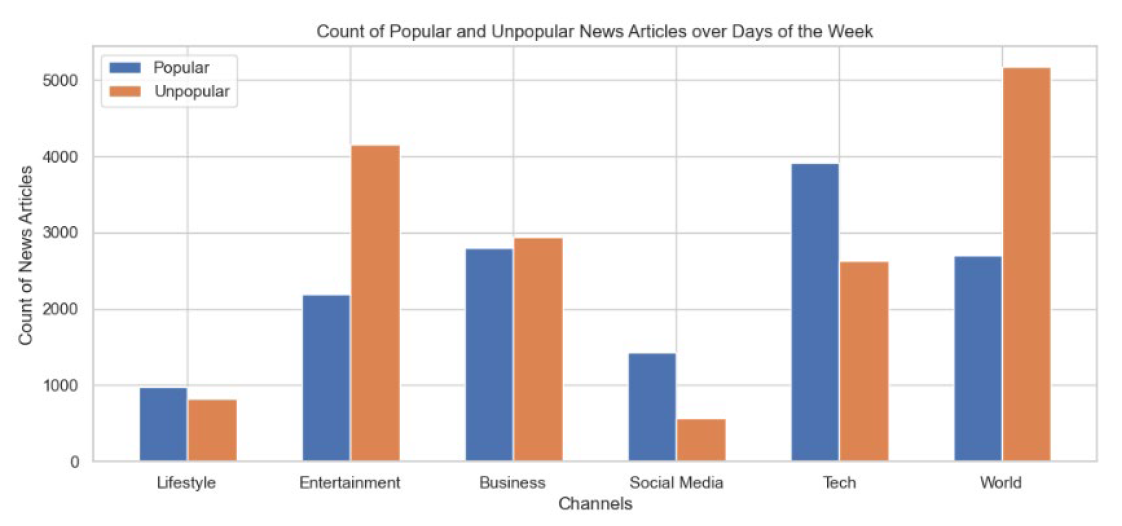 Count of Popular and Unpopular News Articles over Days of the Week
Popular
Unpopular
Count of News Articles
5000
4000
3000
2000
1000
0
Lifestyle Entertainment Business Social Media Tech World
Channels